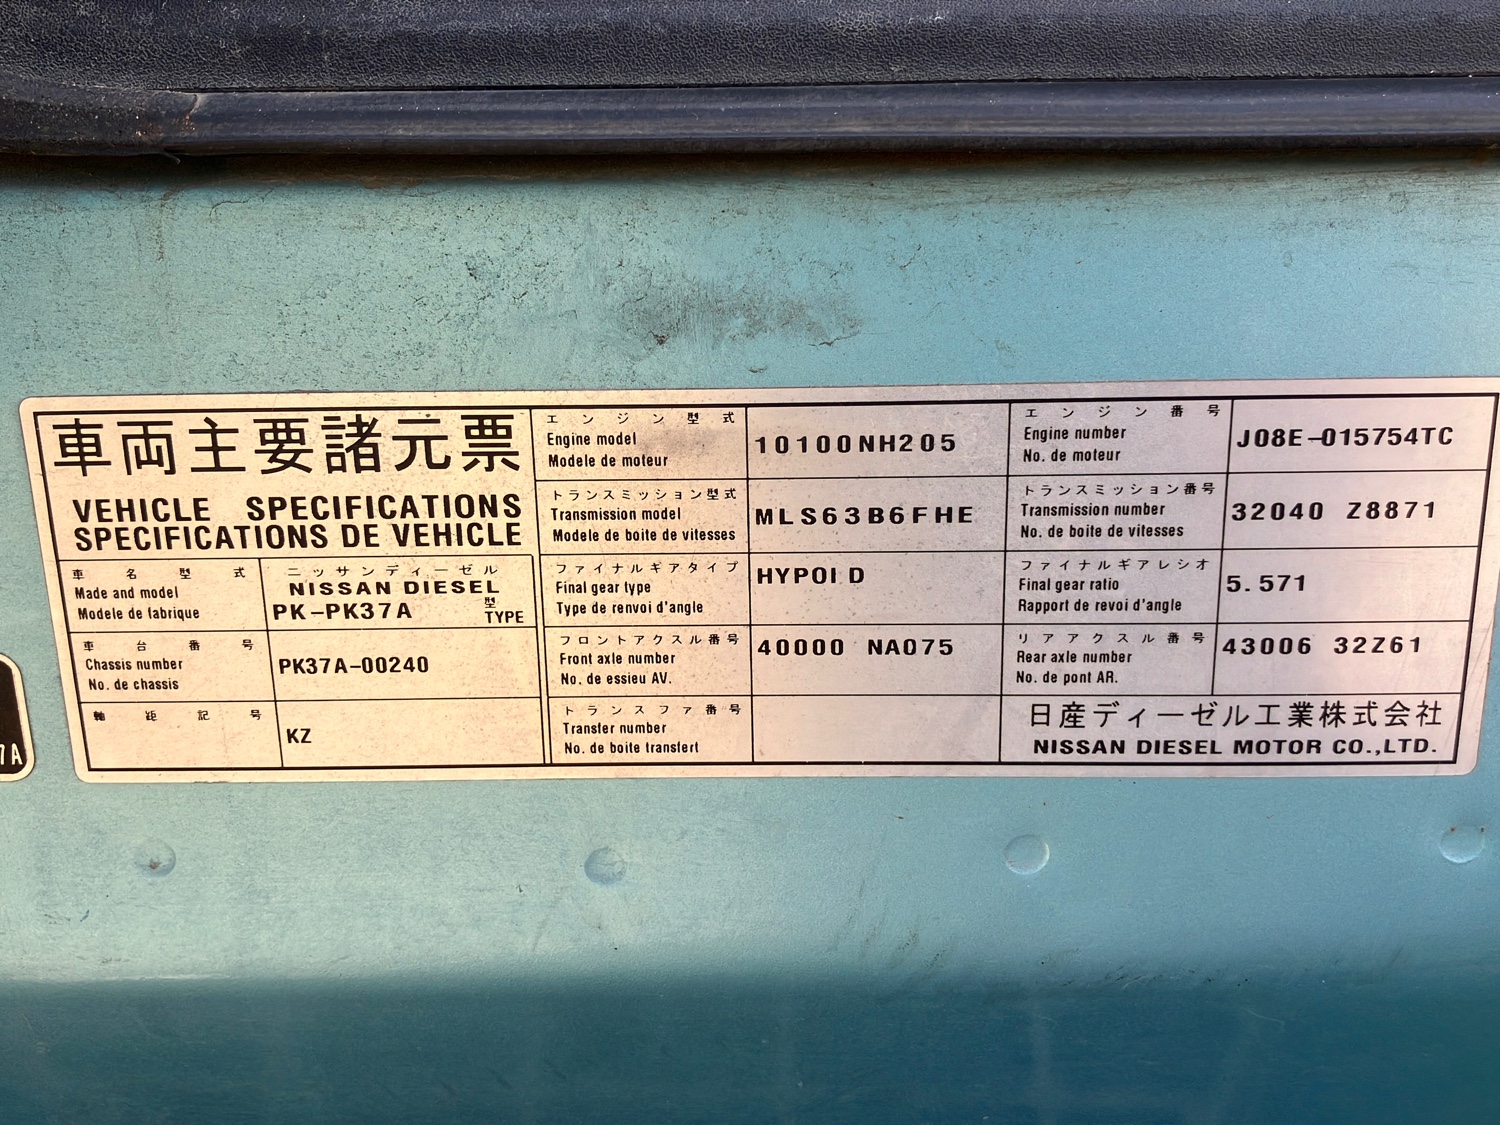 車両主要諸元票
VEHICLE SPECIFICATIONS
SPECIFICATIONS DE VEHICLE
車名型式
Made and model
Modele de fabrique
ニッサンディーゼル
NISSAN DIESEL
PK-PK37A 型
TYPE
車台番号
Chassis number
No. de chassis
PK37A-00240
軸距記号
KZ
エンジン型式
Engine model
Modele de moteur
10100NH205
トランスミッション型式
Transmission model
Modele de boite de vitesses
MLS63B6FHE
ファイナルギアタイプ
Final gear type
Type de renvoi d'angle
HYPOID
フロントアクスル番号
Front axle number
No. de essieu AV.
40000 NA075
トランスファ番号
Transfer number
No. de boite transfert
エンジン番号
Engine number
No. de moteur
J08E-015754TC
トランスミッション番号
Transmission number
No. de boite de vitesses
32040 Z8871
ファイナルギアレシオ
Final gear ratio
Rapport de revoi d'angle
5.571
リアアクスル番号
Rear axle number
No. de pont AR.
43006 32Z61
日産ディーゼル工業株式会社
NISSAN DIESEL MOTOR CO.,LTD.
7A